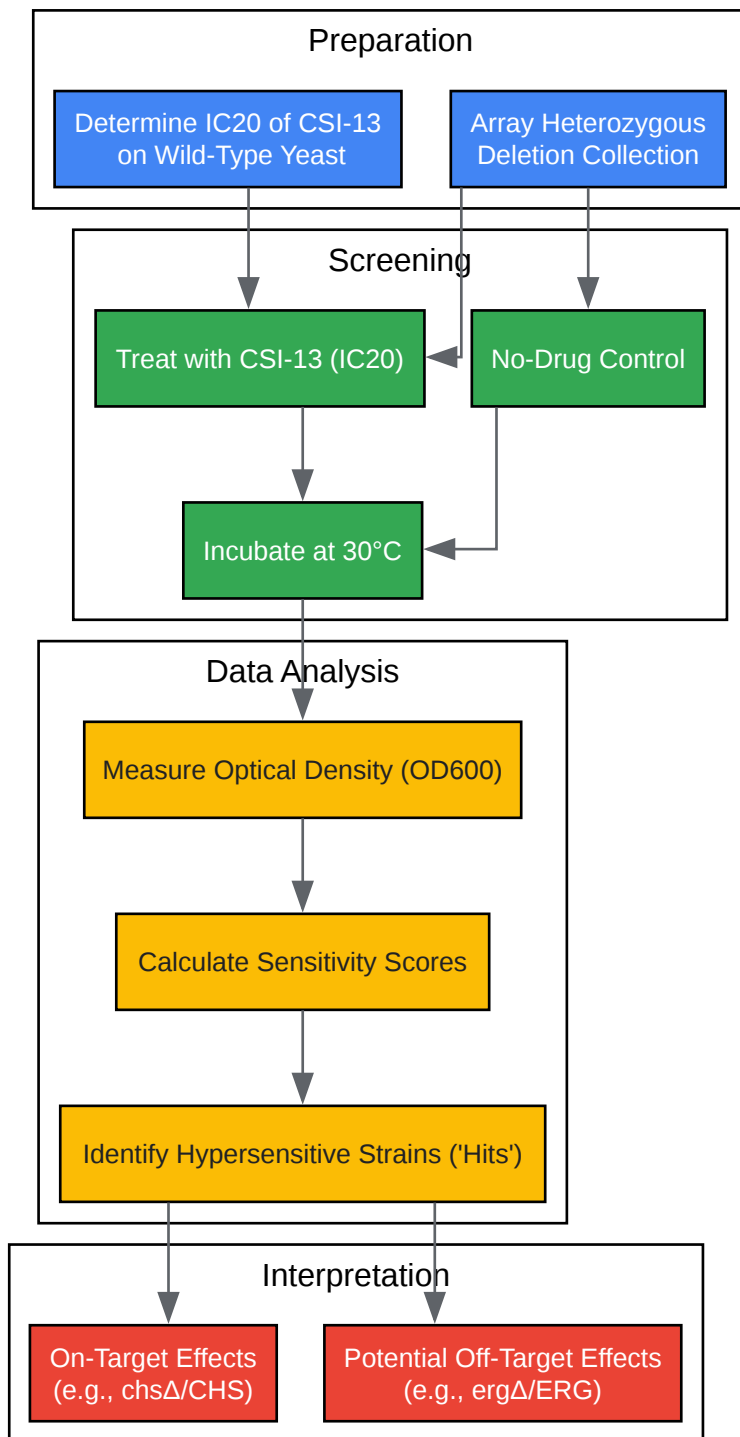 Preparation
Determine IC20 of CSI-13
on Wild-Type Yeast
Array Heterozygous
Deletion Collection
Screening
Treat with CSI-13 (IC20)
No-Drug Control
Incubate at 30°C
Data Analysis
Measure Optical Density (OD600)
Calculate Sensitivity Scores
Identify Hypersensitive Strains ('Hits')
Interpretation
On-Target Effects
(e.g., chsΔ/CHS)
Potential Off-Target Effects
(e.g., ergΔ/ERG)